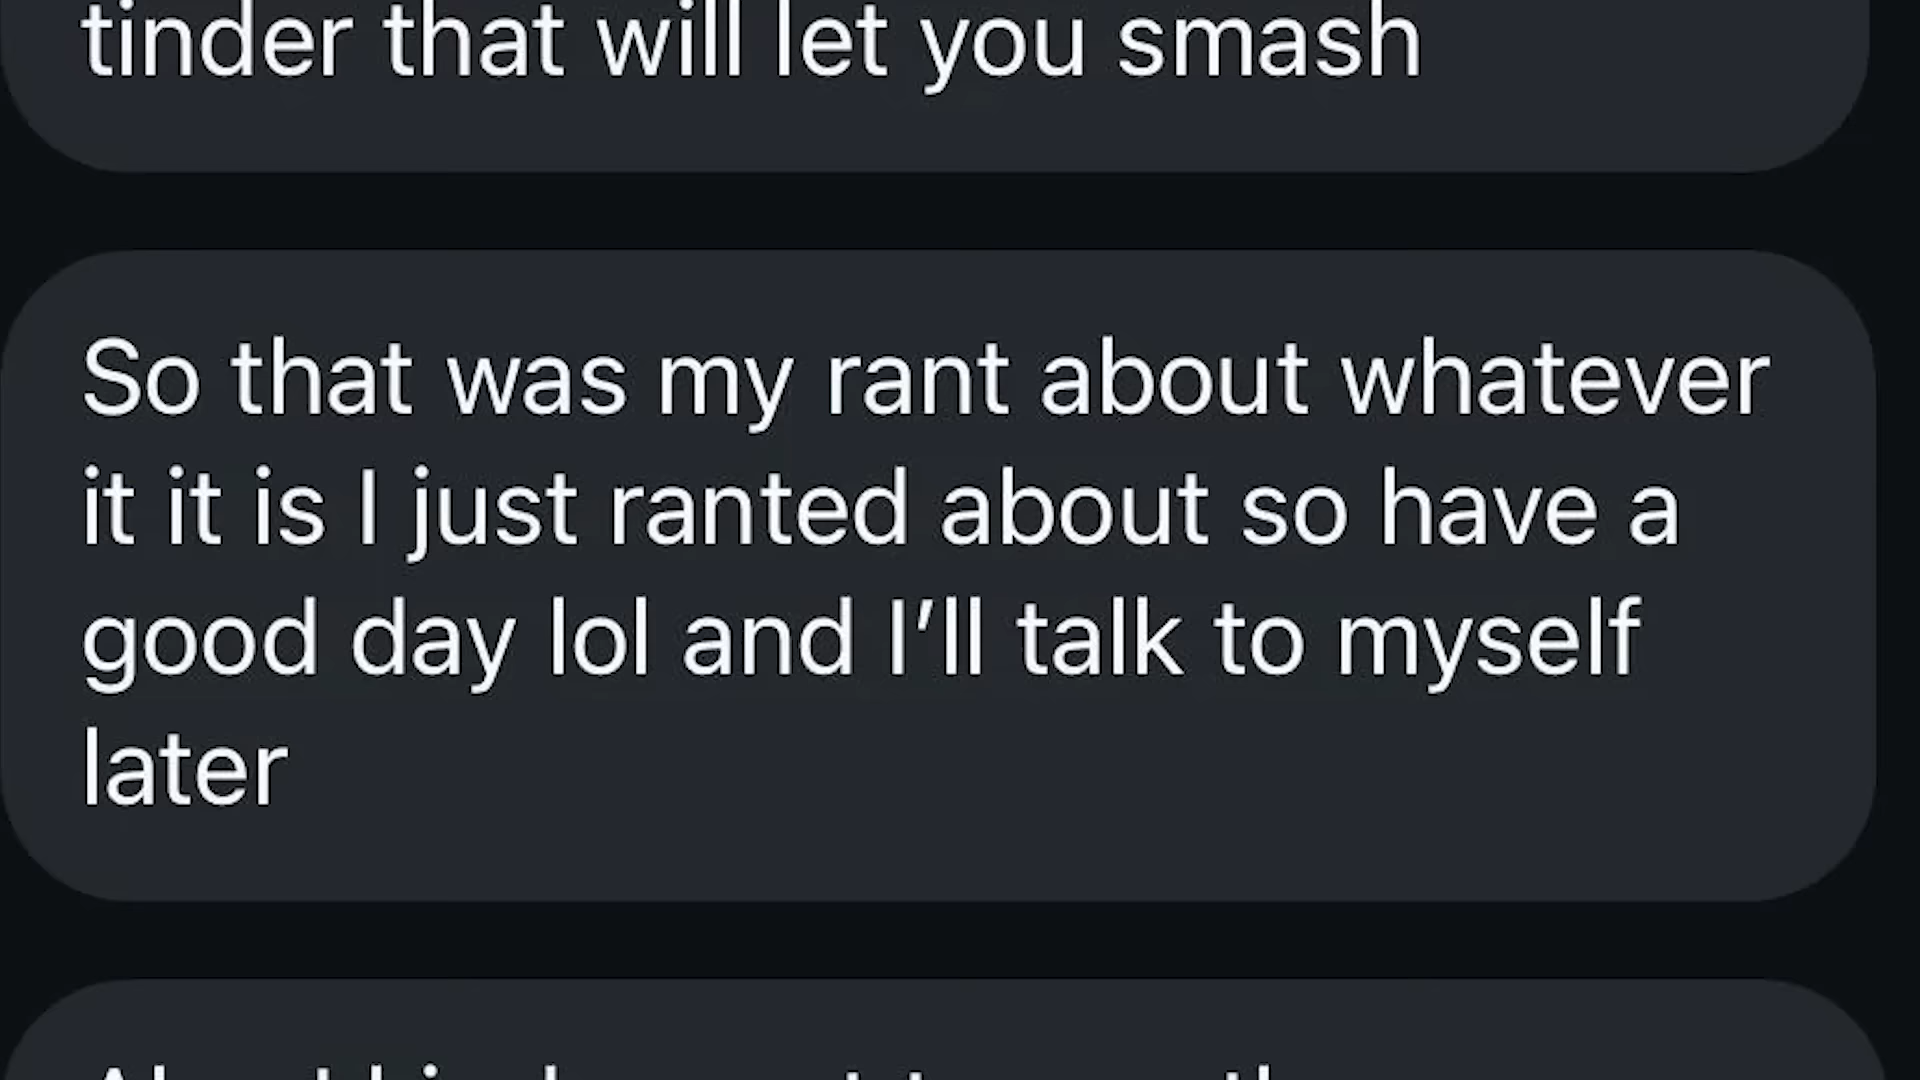 tinder that will let you smash
So that was my rant about whatever
it it is I just ranted about so have a
good day lol and I'll talk to myself
later